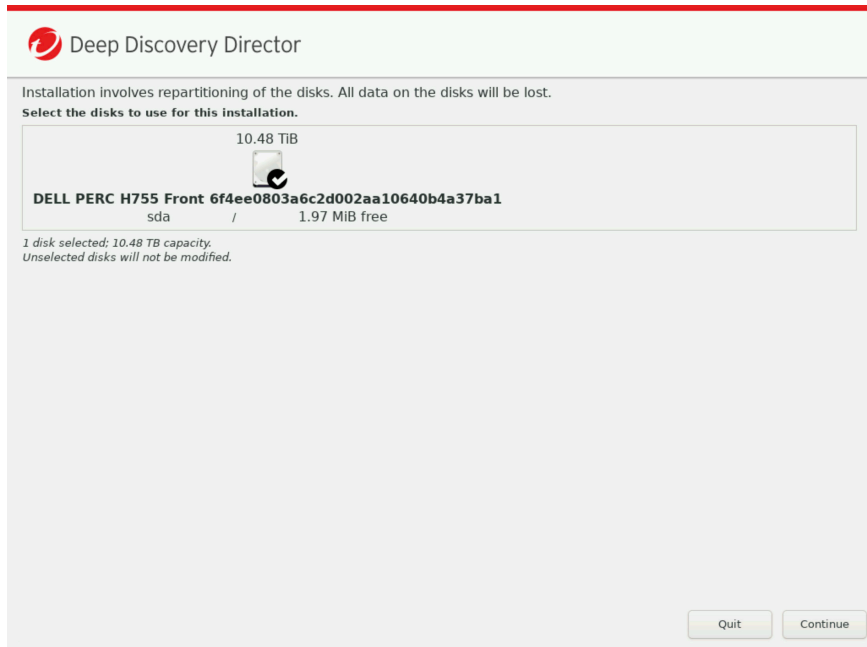 Deep Discovery Director
Installation involves repartitioning of the disks. All data on the disks will be lost.
Select the disks to use for this installation.
10.48 TiB
DELL PERC H755 Front 6f4ee0803a6c2d002aa10640b4a37ba1
sda / 1.97 MiB free
1 disk selected; 10.48 TB capacity.
Unselected disks will not be modified.
Quit Continue